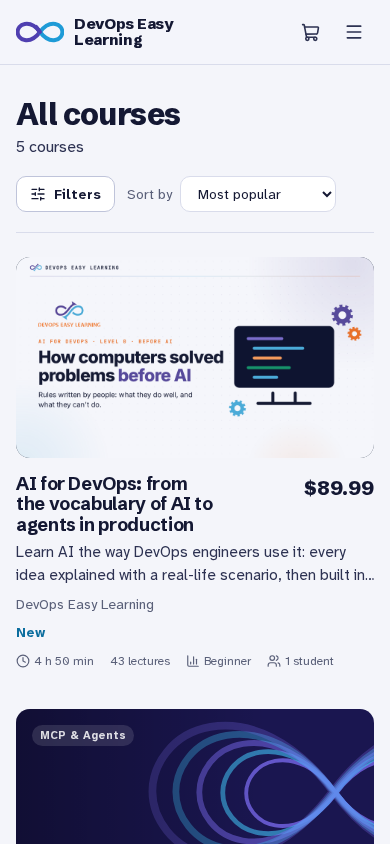 DevOps Easy
Learning
All courses
5 courses
Filters
Sort by
Most popular
DEVOPS EASY LEARNING
DEVOPS EASY LEARNING
AI FOR DEVOPS · LEVEL 0 · BEFORE AI
How computers solved
problems before AI
Rules written by people: what they do well, and
what they can't do.
AI for DevOps: from
the vocabulary of AI to
agents in production
$89.99
Learn AI the way DevOps engineers use it: every
idea explained with a real-life scenario, then built in...
DevOps Easy Learning
New
4 h 50 min
43 lectures
Beginner
1 student
MCP & Agents